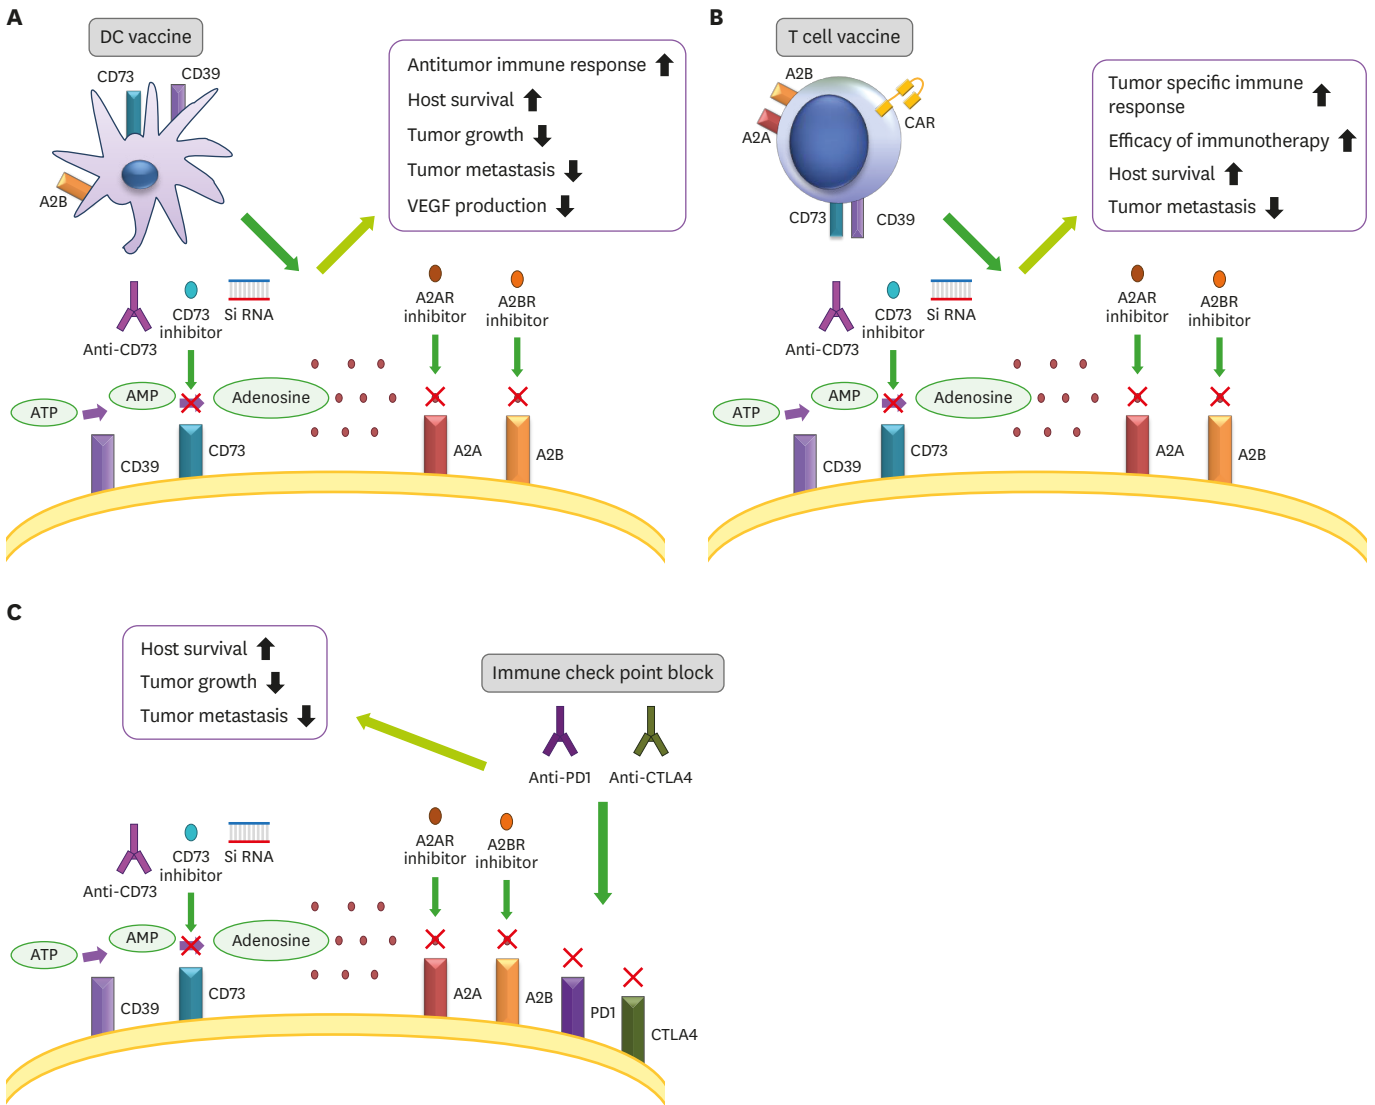 A
DC vaccine
CD73
CD39
A2B
Antitumor immune response
Host survival
Tumor growth
Tumor metastasis
VEGF production
Anti-CD73
CD73
inhibitor
Si RNA
A2AR
inhibitor
A2BR
inhibitor
ATP
AMP
Adenosine
CD39
CD73
A2A
A2B
B
T cell vaccine
A2B
A2A
CAR
CD73
CD39
Tumor specific immune
response
Efficacy of immunotherapy
Host survival
Tumor metastasis
Anti-CD73
CD73
inhibitor
Si RNA
A2AR
inhibitor
A2BR
inhibitor
ATP
AMP
Adenosine
CD39
CD73
A2A
A2B
C
Host survival
Tumor growth
Tumor metastasis
Immune check point block
Anti-PD1
Anti-CTLA4
Anti-CD73
CD73
inhibitor
Si RNA
A2AR
inhibitor
A2BR
inhibitor
ATP
AMP
Adenosine
CD39
CD73
A2A
A2B
PD1
CTLA4